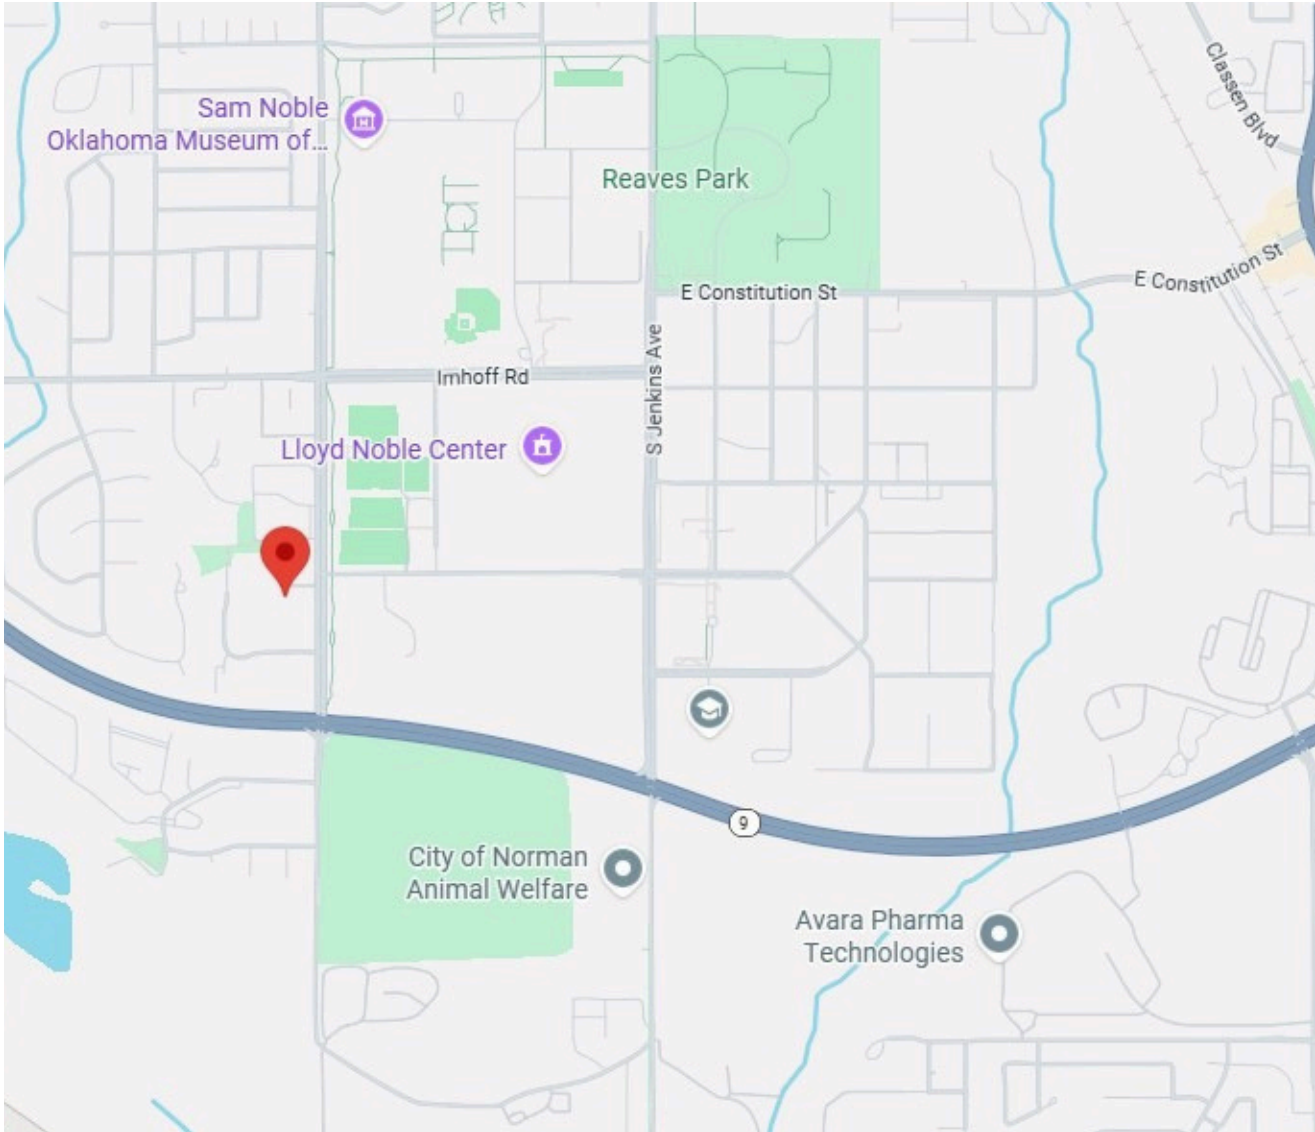 Classen Blvd
Sam Noble
Oklahoma Museum of...
Reaves Park
E Constitution St
E Constitution St
S Jenkins Ave
Imhoff Rd
Lloyd Noble Center
9
City of Norman
Animal Welfare
Avara Pharma
Technologies